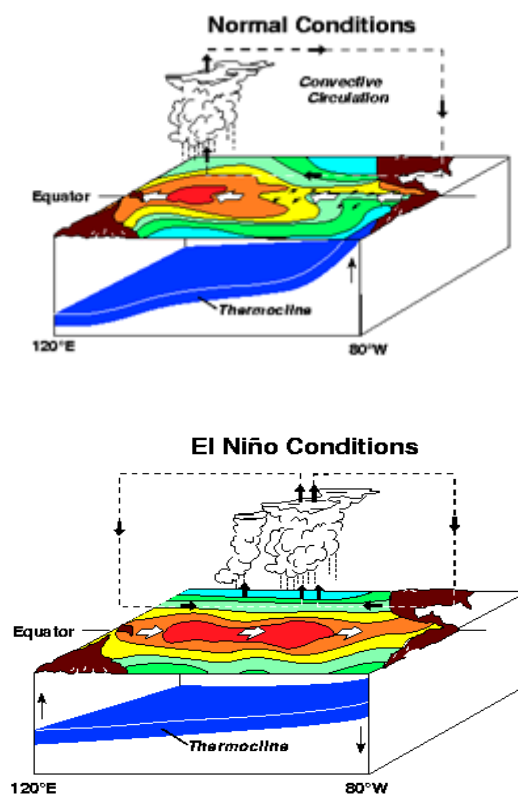 Normal Conditions
Convective
Circulation
Equator
Thermocline
120°E
80°W
El Niño Conditions
Equator
Thermocline
120°E
80°W